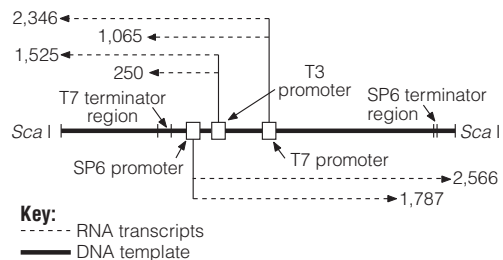 2,346
1,065
1,525
250
T3
promoter
T7 terminator
region
SP6 terminator
region
Sca I
Sca I
SP6 promoter
T7 promoter
2,566
1,787
Key:
RNA transcripts
DNA template